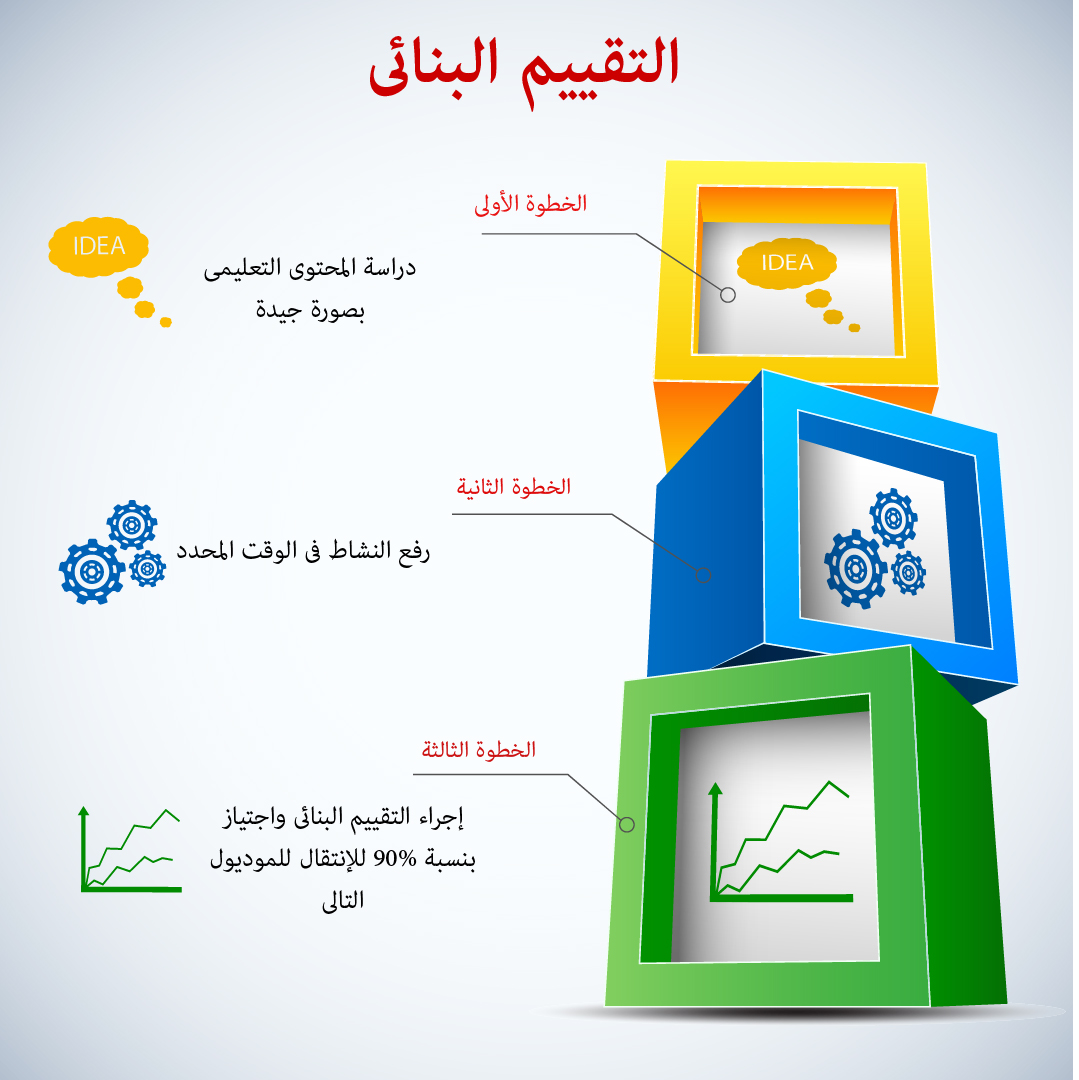 التقييم البنائى
الخطوة الأولى
IDEA
IDEA
دراسة المحتوى التعليمى
بصورة جيدة
الخطوة الثانية
رفع النشاط فى الوقت المحدد
الخطوة الثالثة
إجراء التقييم البنائى واجتياز
بنسبة 90% للإنتقال للموديول
التالى